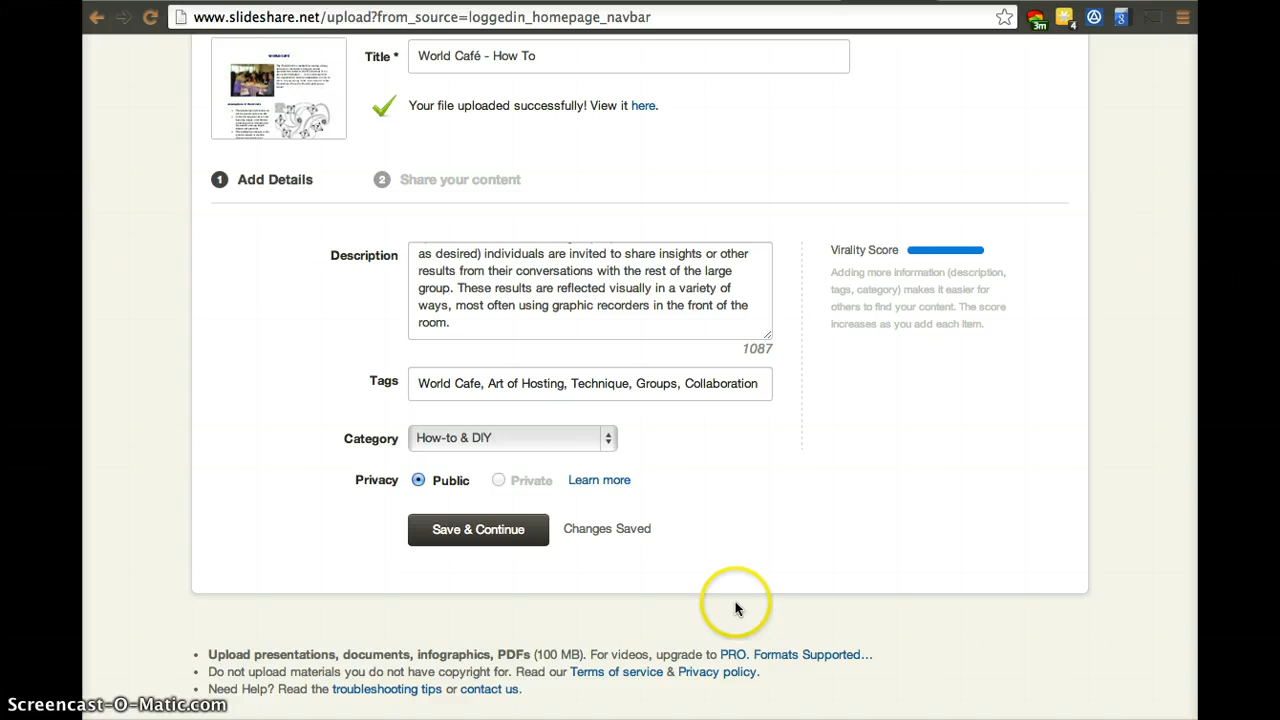 www.slideshare.net/upload?from_source=loggedin_homepage_navbar
3m
4
g
WORLD CAFE
Title * World Café - How To
Your file uploaded successfully! View it here.
1 Add Details 2 Share your content
Description
as desired) individuals are invited to share insights or other
results from their conversations with the rest of the large
group. These results are reflected visually in a variety of
ways, most often using graphic recorders in the front of the
room.
1087
Virality Score
Adding more information (description,
tags, category) makes it easier for
others to find your content. The score
increases as you add each item.
Tags World Cafe, Art of Hosting, Technique, Groups, Collaboration
Category How-to & DIY
Privacy Public Private Learn more
Save & Continue Changes Saved
• Upload presentations, documents, infographics, PDFs (100 MB). For videos, upgrade to PRO. Formats Supported...
• Do not upload materials you do not have copyright for. Read our Terms of service & Privacy policy.
• Need Help? Read the troubleshooting tips or contact us.
Screencast-O-Matic.com